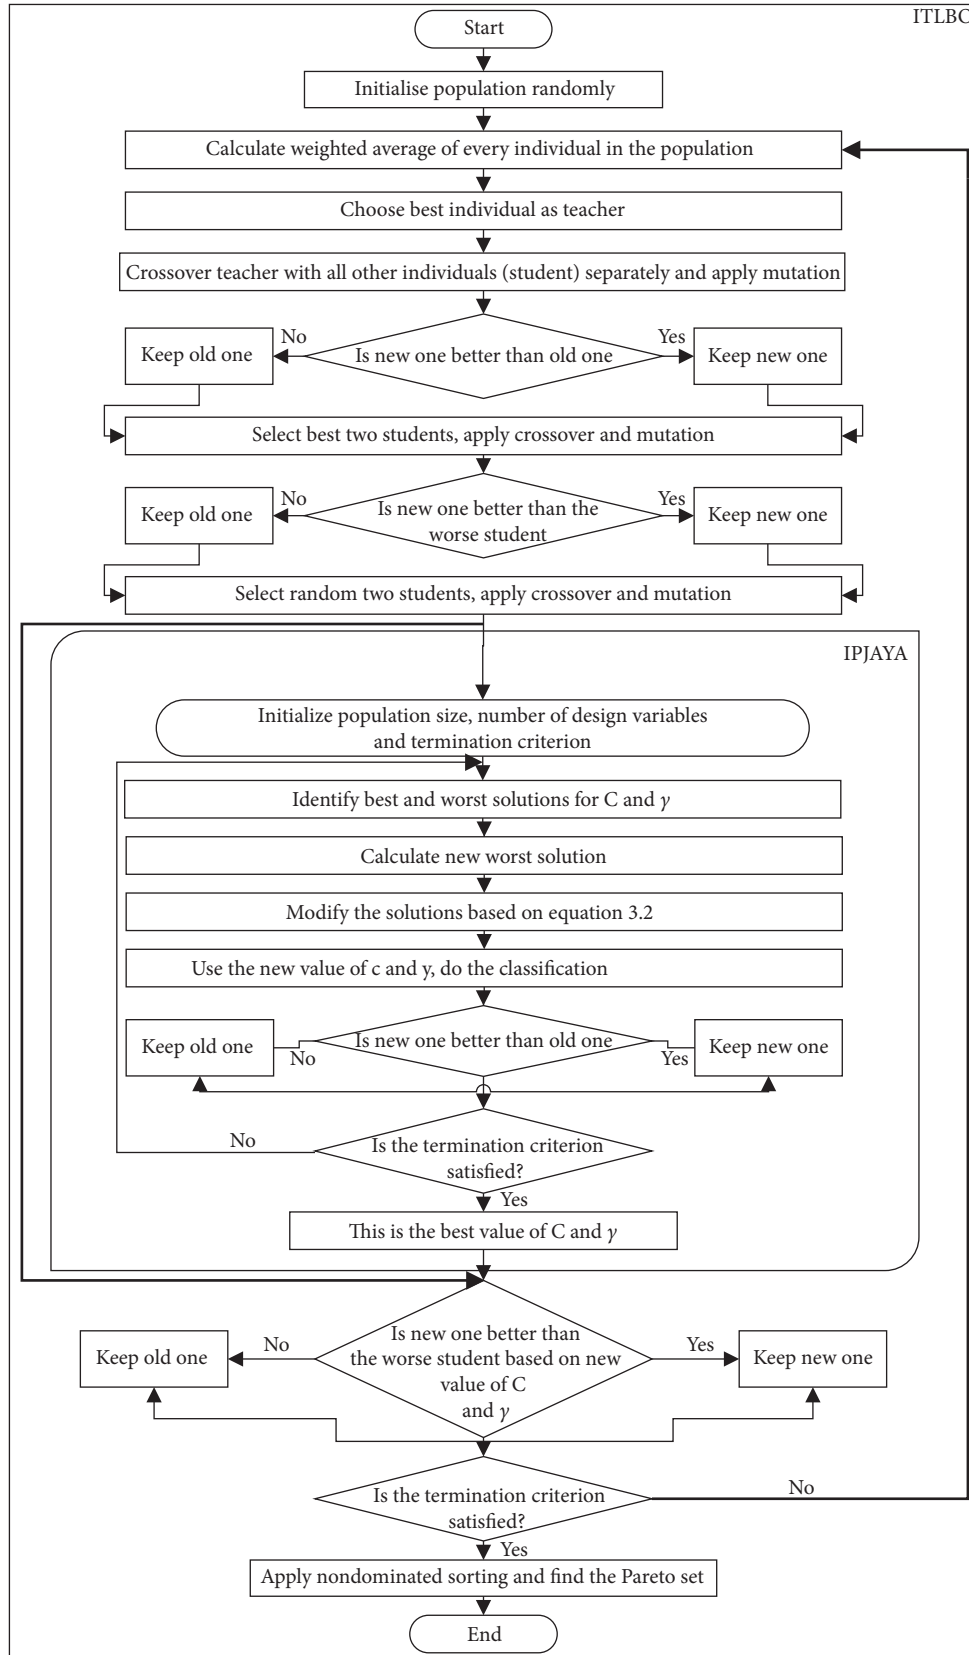 ITLBO
Start
Initialise population randomly
Calculate weighted average of every individual in the population
Choose best individual as teacher
Crossover teacher with all other individuals (student) separately and apply mutation
No
Yes
Keep old one
Is new one better than old one
Keep new one
Select best two students, apply crossover and mutation
No
Yes
Keep old one
Is new one better than the
worse student
Keep new one
Select random two students, apply crossover and mutation
IPJAYA
Initialize population size, number of design variables
and termination criterion
Identify best and worst solutions for C and γ
Calculate new worst solution
Modify the solutions based on equation 3.2
Use the new value of c and y, do the classification
Keep old one
No
Is new one better than old one
Yes
Keep new one
No
Is the termination criterion
satisfied?
Yes
This is the best value of C and γ
Keep old one
No
Is new one better than
the worse student based on new
value of C
and γ
Yes
Keep new one
Is the termination criterion
satisfied?
No
Yes
Apply nondominated sorting and find the Pareto set
End